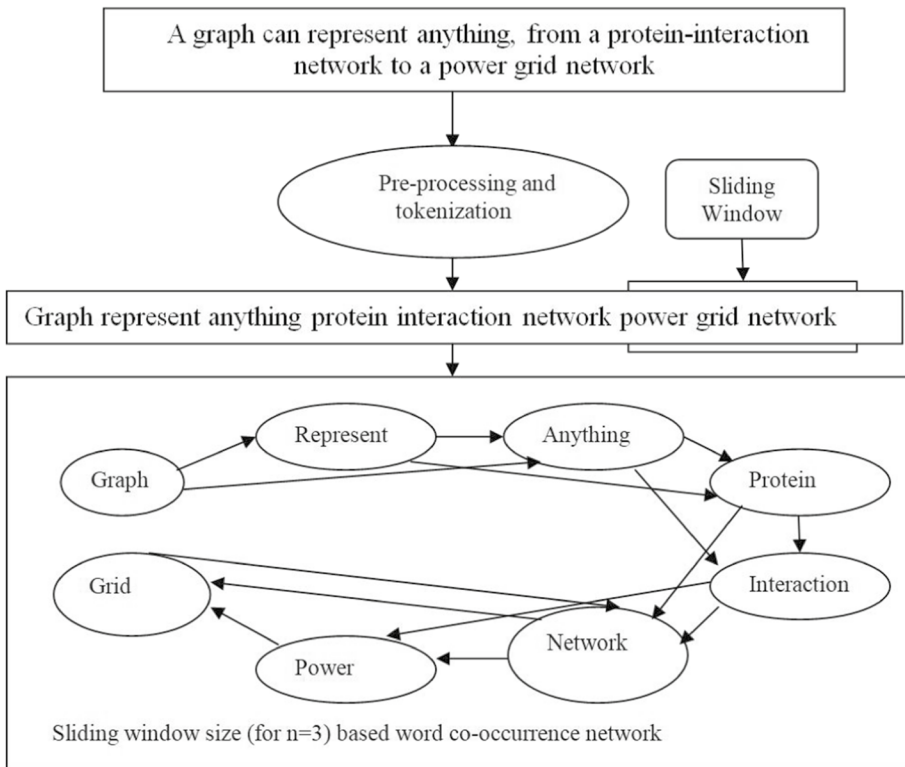 A graph can represent anything, from a protein-interaction
network to a power grid network
Pre-processing and
tokenization
Sliding
Window
Graph represent anything protein interaction network power grid network
Represent
Anything
Graph
Protein
Grid
Interaction
Network
Power
Sliding window size (for n=3) based word co-occurrence network